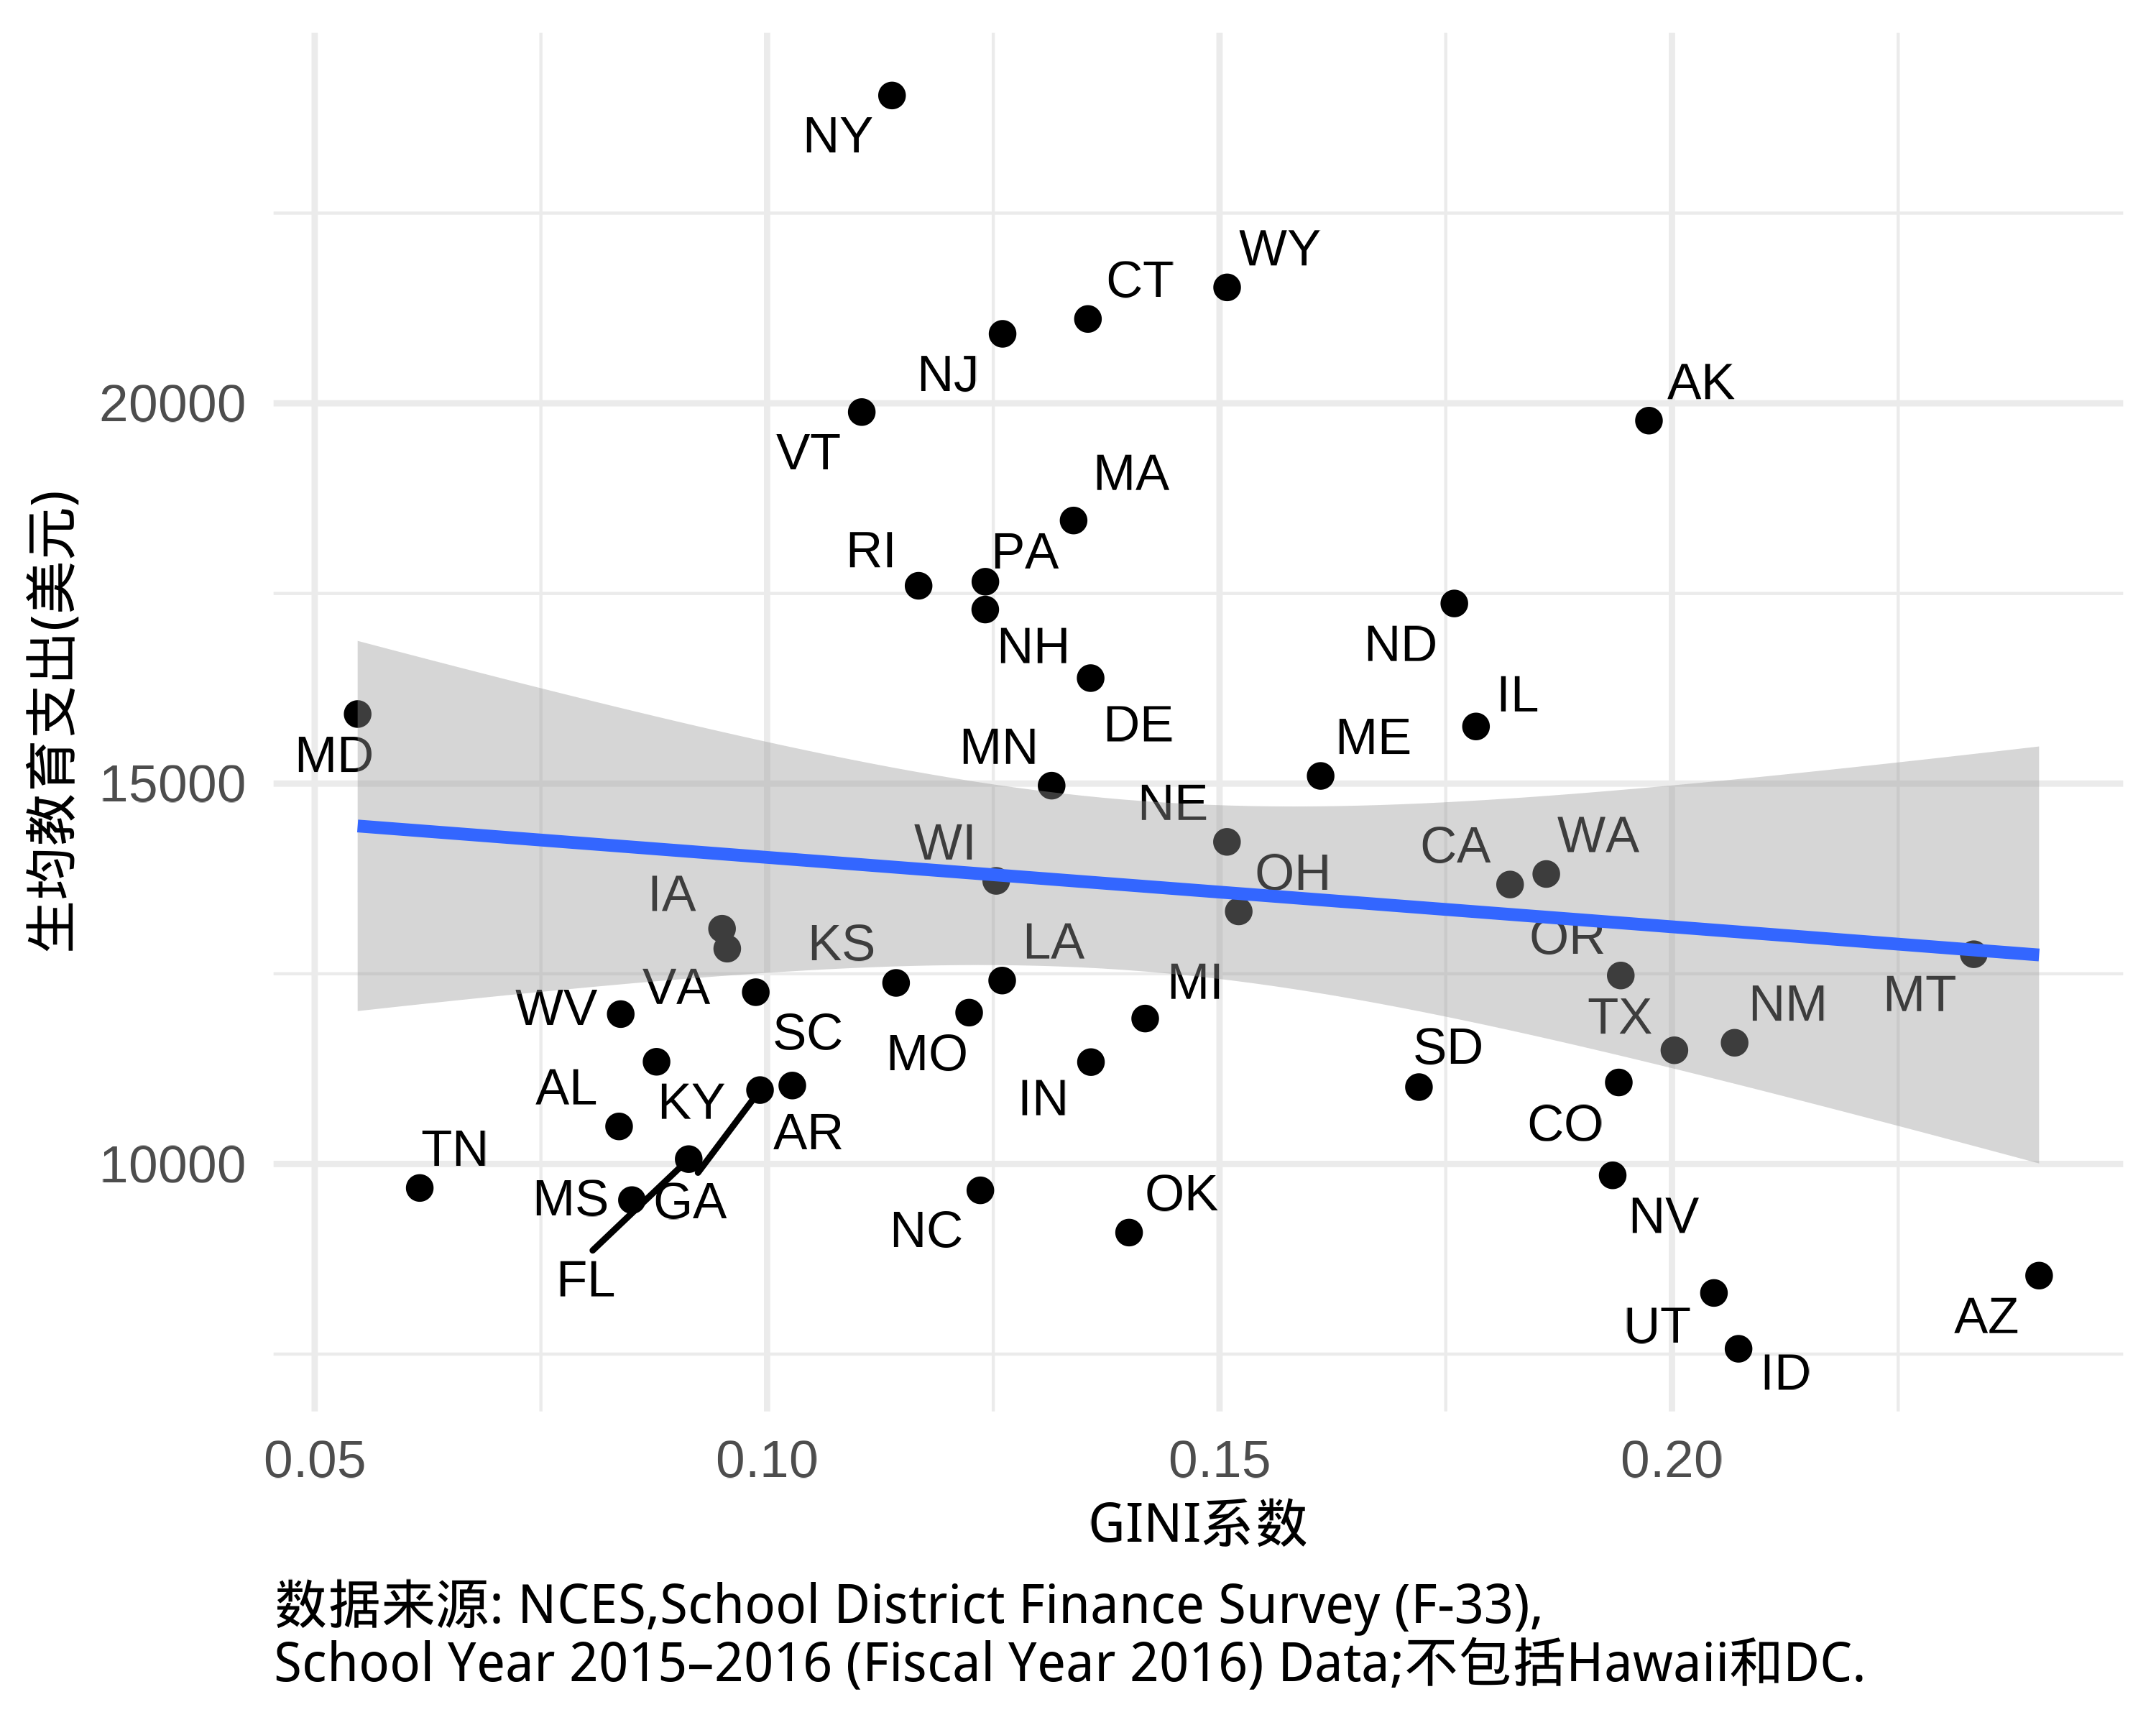 生均教育支出(美元)
20000
15000
10000
NY
WY
CT
NJ
AK
VT
MA
RI
PA
NH
ND
IL
DE
MD
MN
ME
NE
WI
CA
WA
OH
IA
KS
LA
OR
MI
VA
WV
SC
MO
TX
NM
MT
SD
AL
KY
IN
AR
CO
TN
MS
GA
OK
NC
NV
FL
UT
AZ
ID
0.05
0.10
0.15
0.20
GINI系数
数据来源: NCES,School District Finance Survey (F-33),
School Year 2015–2016 (Fiscal Year 2016) Data;不包括Hawaii和DC.